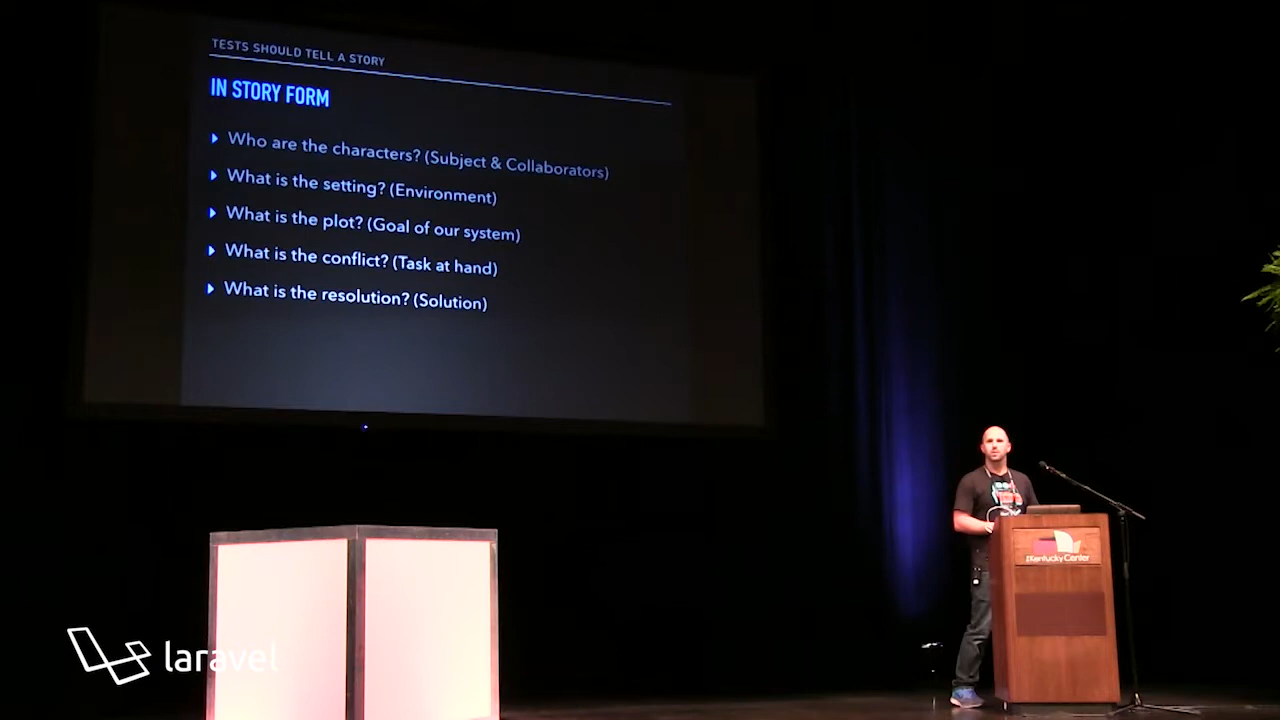 TESTS SHOULD TELL A STORY
IN STORY FORM
Who are the characters? (Subject & Collaborators)
What is the setting? (Environment)
What is the plot? (Goal of our system)
What is the conflict? (Task at hand)
What is the resolution? (Solution)
The Kentucky Center
laravel